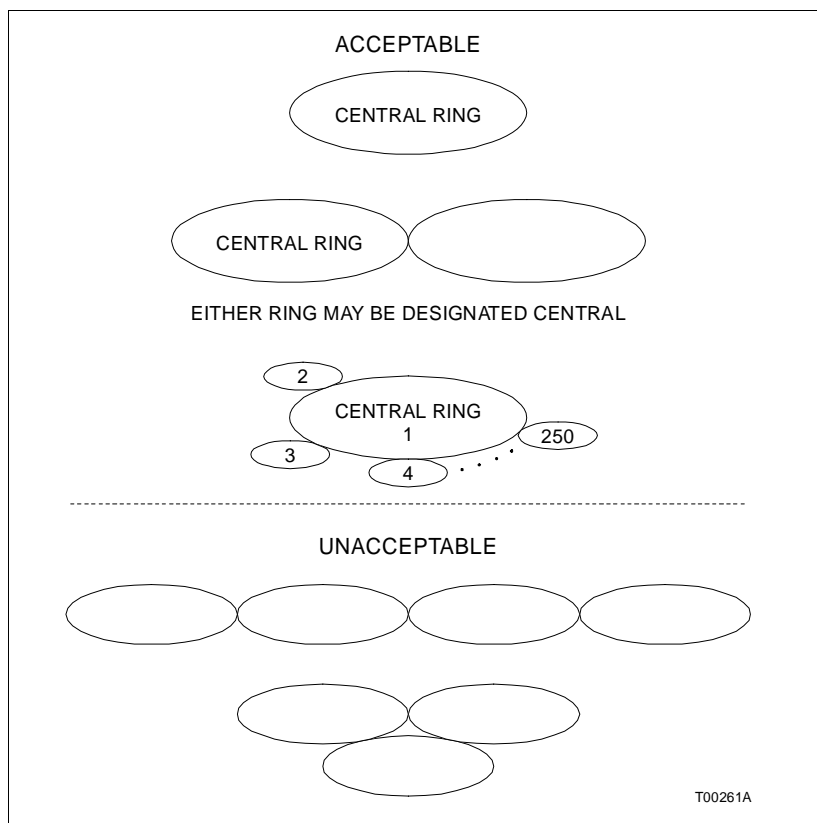 ACCEPTABLE
CENTRAL RING
CENTRAL RING
EITHER RING MAY BE DESIGNATED CENTRAL
2
CENTRAL RING
1
250
3
4
UNACCEPTABLE
T00261A